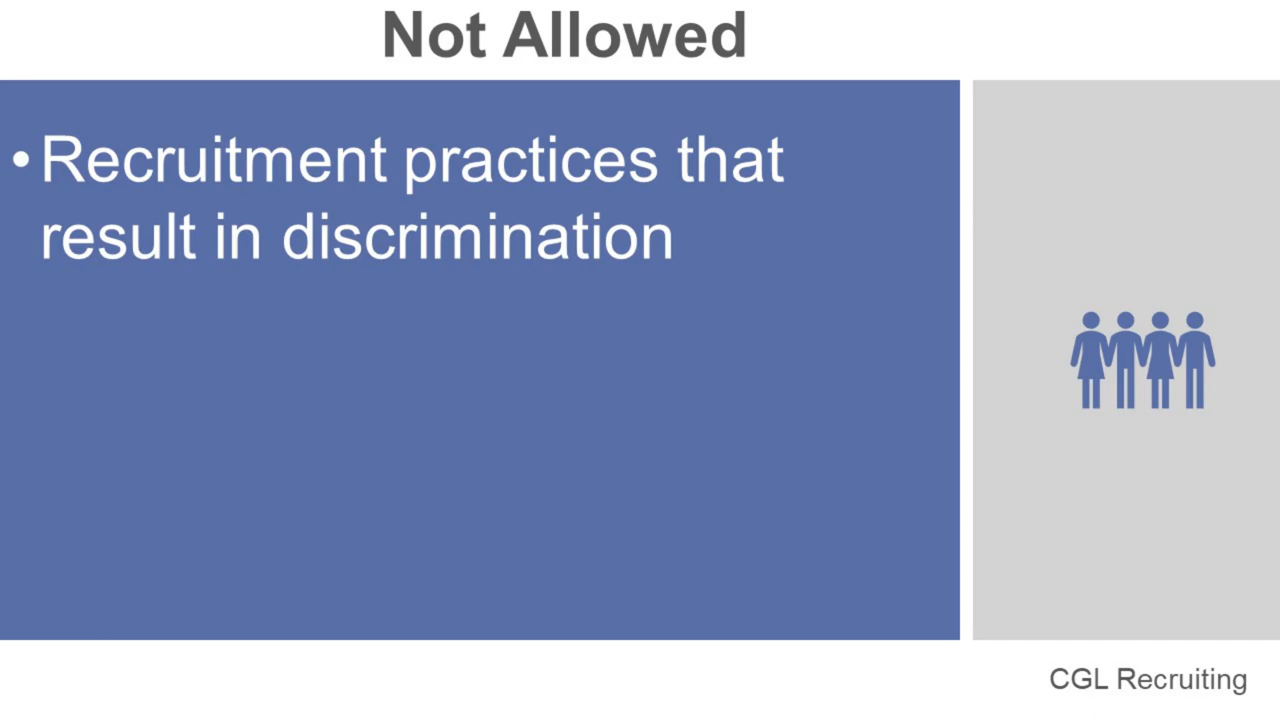 Not Allowed
• Recruitment practices that
result in discrimination
CGL Recruiting